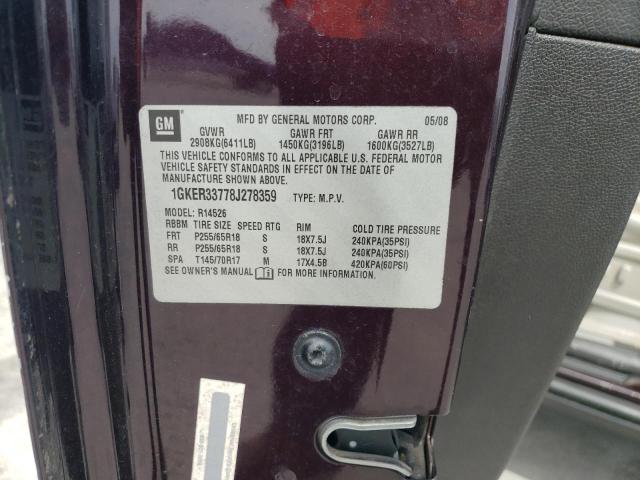 GM MFD BY GENERAL MOTORS CORP. 05/08
GVWR GAWR FRT GAWR RR
2908KG(6411LB) 1450KG(3196LB) 1600KG(3527LB)
THIS VEHICLE CONFORMS TO ALL APPLICABLE U.S. FEDERAL MOTOR
VEHICLE SAFETY STANDARDS IN EFFECT ON THE DATE OF
MANUFACTURE SHOWN ABOVE.
1GKER33778J278359 TYPE: M.P.V.
MODEL: R14526
RBBM TIRE SIZE SPEED RTG RIM COLD TIRE PRESSURE
FRT P255/65R18 S 18X7.5J 240KPA(35PSI)
RR P255/65R18 S 18X7.5J 240KPA(35PSI)
SPA T145/70R17 M 17X4.5B 420KPA(60PSI)
SEE OWNER'S MANUAL FOR ADDITIONAL INFORMATION.